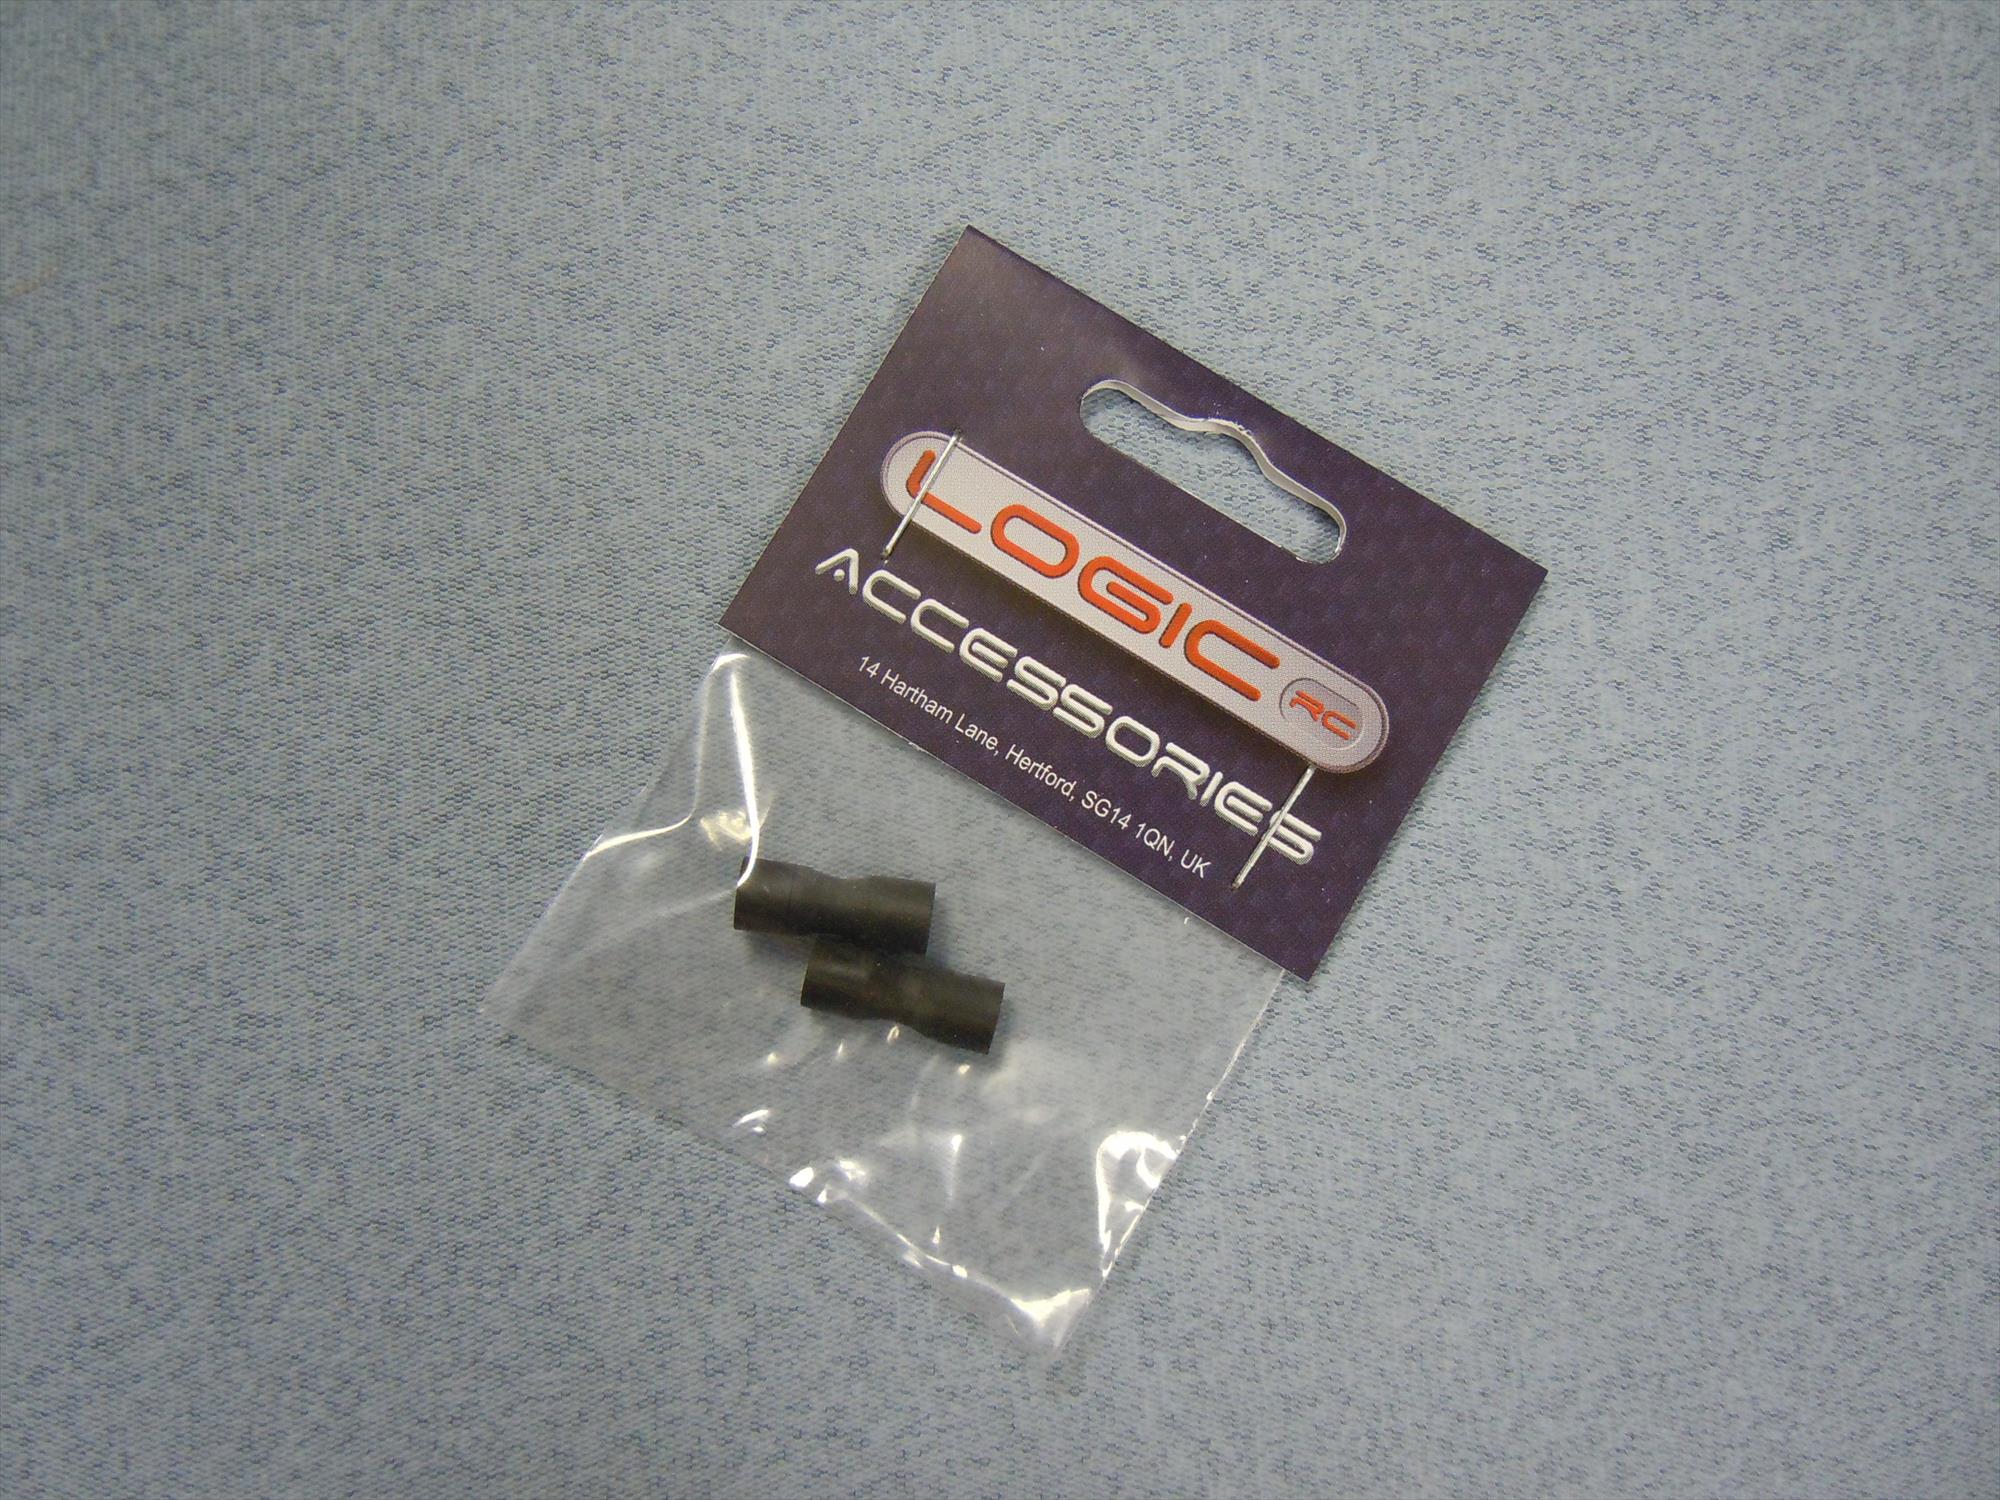 LOGIC RC
ACCESSORIES
14 Hartham Lane, Hertford, SG14 1QN, UK